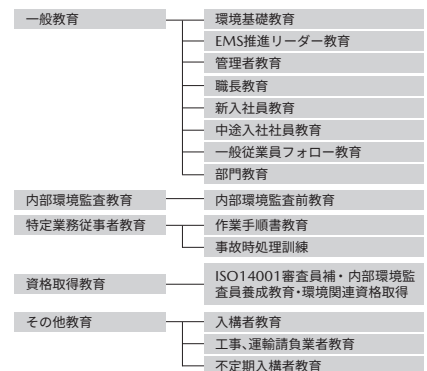 一般教育
環境基礎教育
EMS推進リーダー教育
管理者教育
職長教育
新入社員教育
中途入社社員教育
一般従業員フォロー教育
部門教育
内部環境監査教育
内部環境監査前教育
特定業務従事者教育
作業手順書教育
事故時処理訓練
資格取得教育
ISO14001審査員補・内部環境監
査員養成教育・環境関連資格取得
その他教育
入構者教育
工事、運輸請負業者教育
不定期入構者教育